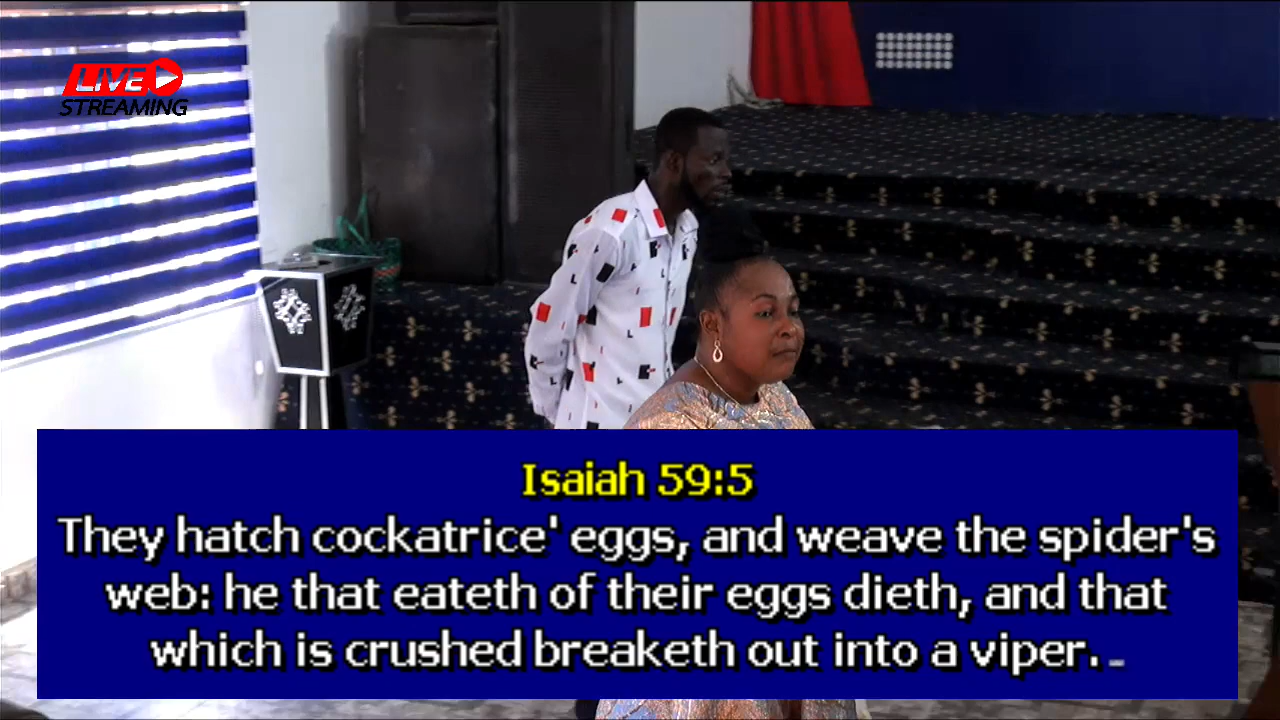 LIVE
STREAMING
Isaiah 59:5
They hatch cockatrice' eggs, and weave the spider's
web: he that eateth of their eggs dieth, and that
which is crushed breaketh out into a viper.